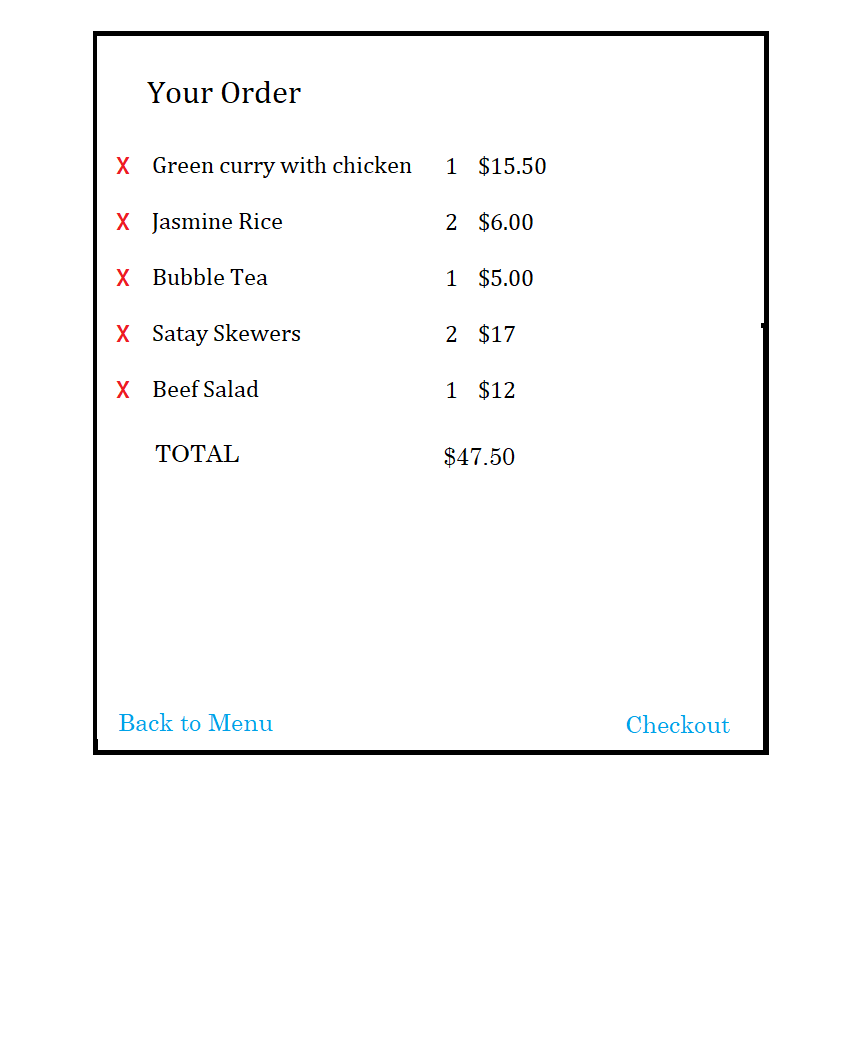 Your Order
X Green curry with chicken 1 $15.50
X Jasmine Rice 2 $6.00
X Bubble Tea 1 $5.00
X Satay Skewers 2 $17
X Beef Salad 1 $12
TOTAL $47.50
Back to Menu Checkout